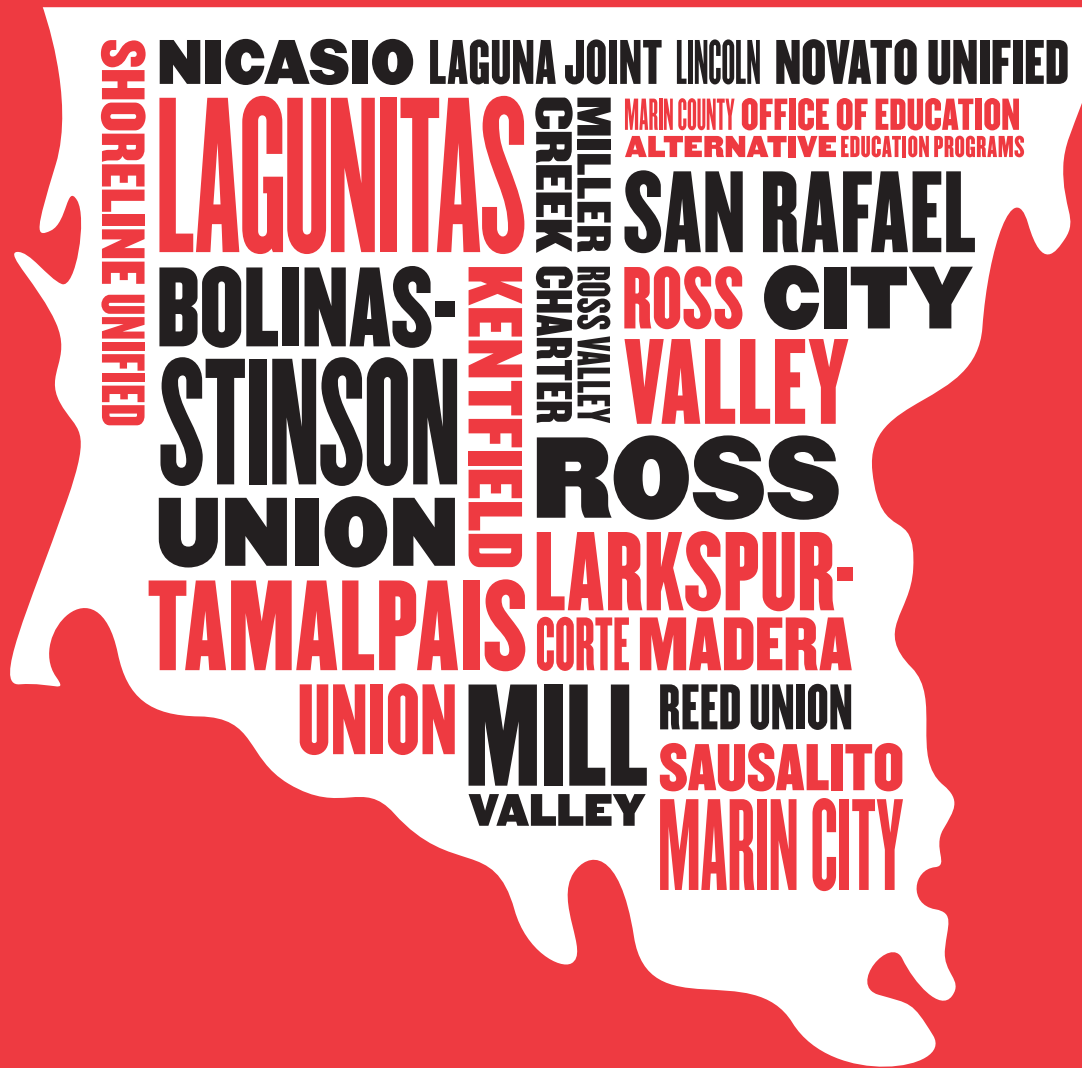 SHORELINE UNIFIED
NICASIO LAGUNA JOINT LINCOLN NOVATO UNIFIED
LAGUNITAS
MILLER
CREEK
MARIN COUNTY OFFICE OF EDUCATION
ALTERNATIVE EDUCATION PROGRAMS
SAN RAFAEL
CITY
BOLINAS-
STINSON
UNION
KENTFIELD
ROSS VALLEY
CHARTER
ROSS
VALLEY
ROSS
LARKSPUR-
CORTE MADERA
TAMALPAIS
UNION
MILL
VALLEY
REED UNION
SAUSALITO
MARIN CITY